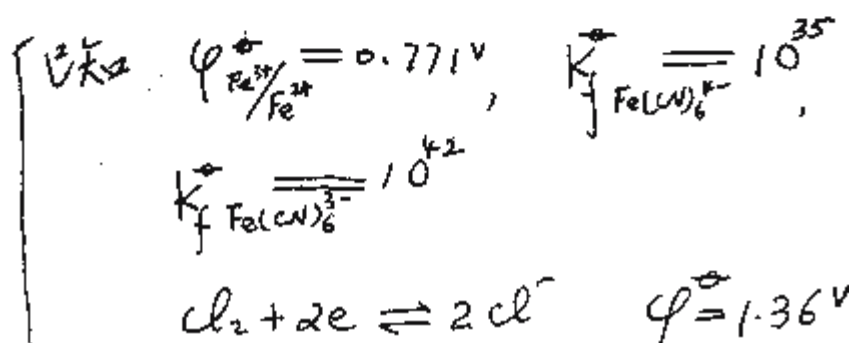 已知 φ⦵ Fe³⁺/Fe²⁺ = 0.771V, K⦵f Fe(CN)₆⁴⁻ = 10³⁵,
K⦵f Fe(CN)₆³⁻ = 10⁴²
Cl₂ + 2e ⇌ 2Cl⁻ φ⦵ = 1.36V